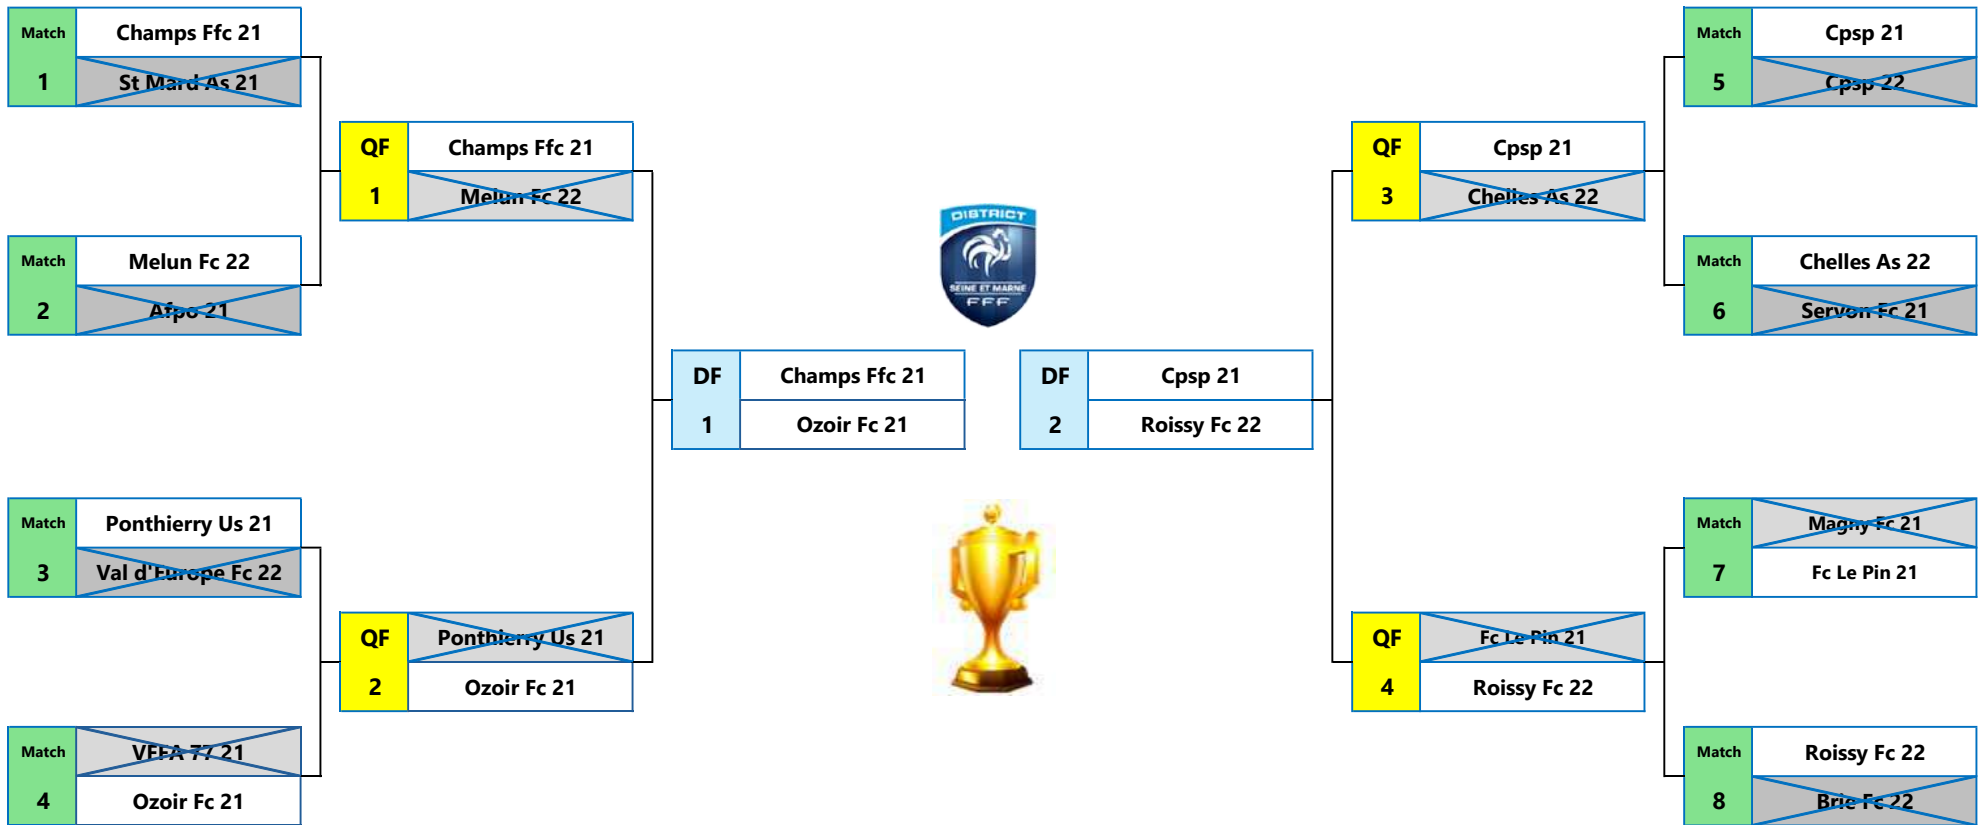 Match 1
Champs Ffc 21
St Mard As 21
Match 2
Melun Fc 22
Afpo 21
Match 3
Ponthierry Us 21
Val d'Europe Fc 22
Match 4
VFFA 77 21
Ozoir Fc 21
QF 1
Champs Ffc 21
Melun Fc 22
QF 2
Ponthierry Us 21
Ozoir Fc 21
DF 1
Champs Ffc 21
Ozoir Fc 21
DISTRICT
SEINE ET MARNE
FFF
DF 2
Cpsp 21
Roissy Fc 22
QF 3
Cpsp 21
Chelles As 22
QF 4
Fc Le Pin 21
Roissy Fc 22
Match 5
Cpsp 21
Cpsp 22
Match 6
Chelles As 22
Servon Fc 21
Match 7
Magny Fc 21
Fc Le Pin 21
Match 8
Roissy Fc 22
Brie Fc 22